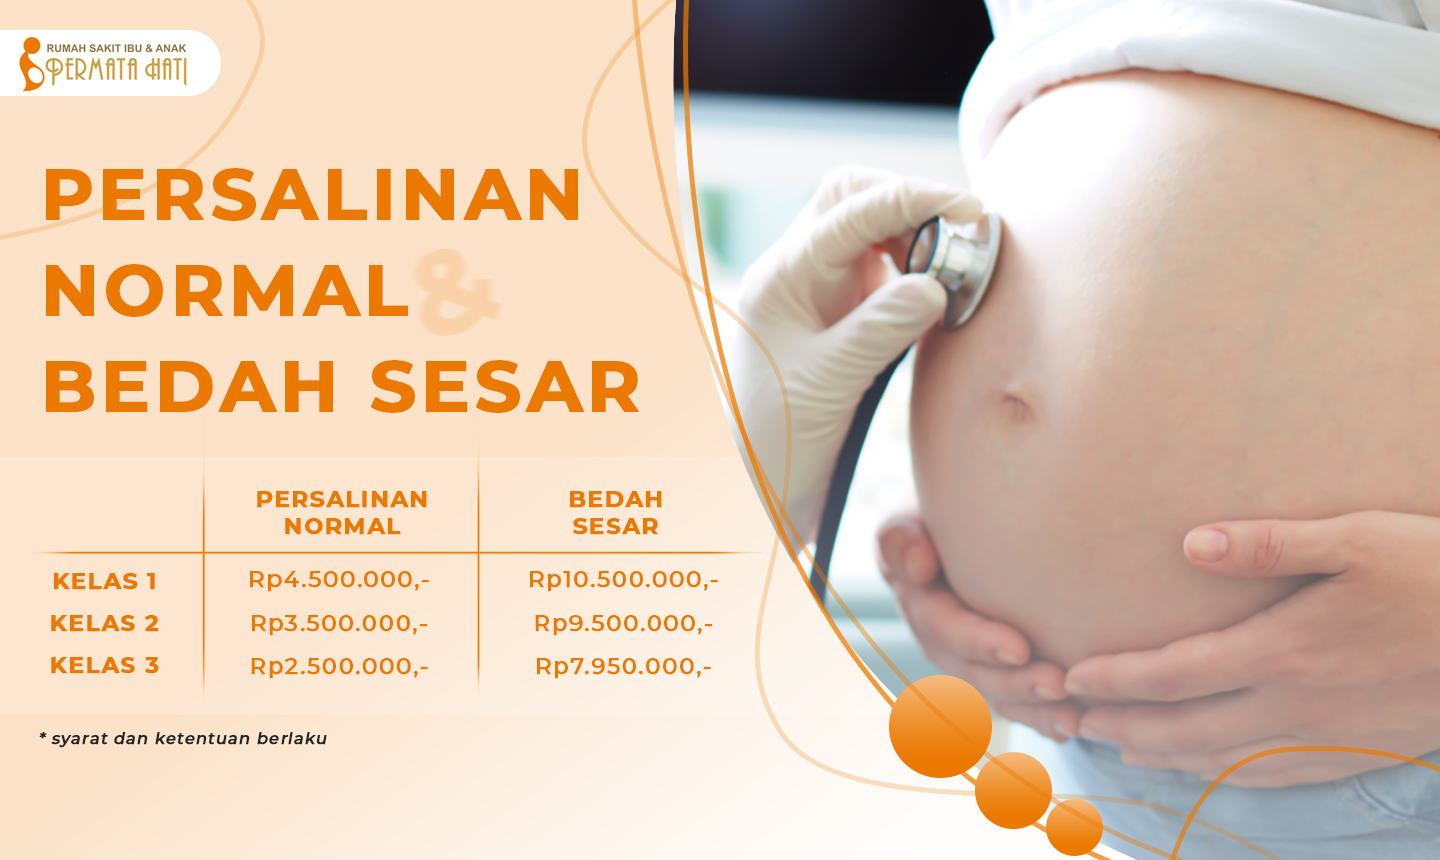 RUMAH SAKIT IBU & ANAK
PERMATA HATI
PERSALINAN
NORMAL &
BEDAH SESAR
PERSALINAN NORMAL
BEDAH SESAR
KELAS 1 Rp4.500.000,- Rp10.500.000,-
KELAS 2 Rp3.500.000,- Rp9.500.000,-
KELAS 3 Rp2.500.000,- Rp7.950.000,-
* syarat dan ketentuan berlaku